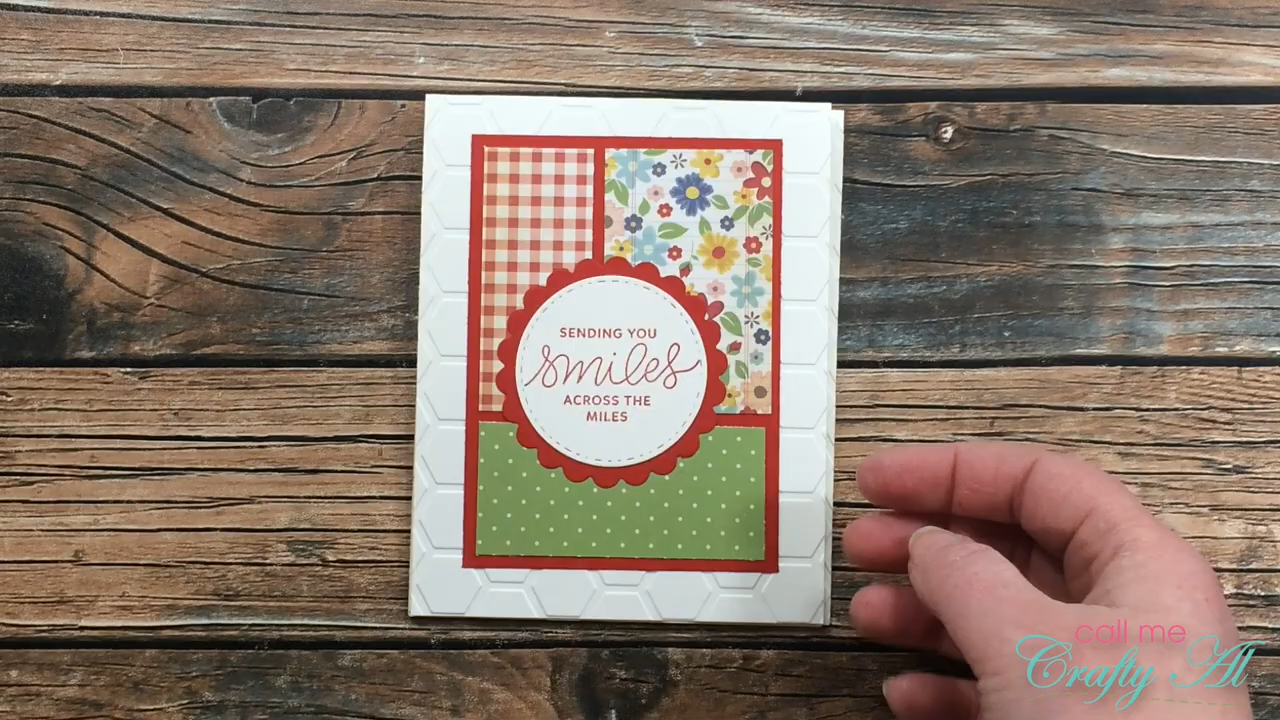 SENDING YOU
smiles
ACROSS THE
MILES
call me
Crafty Al